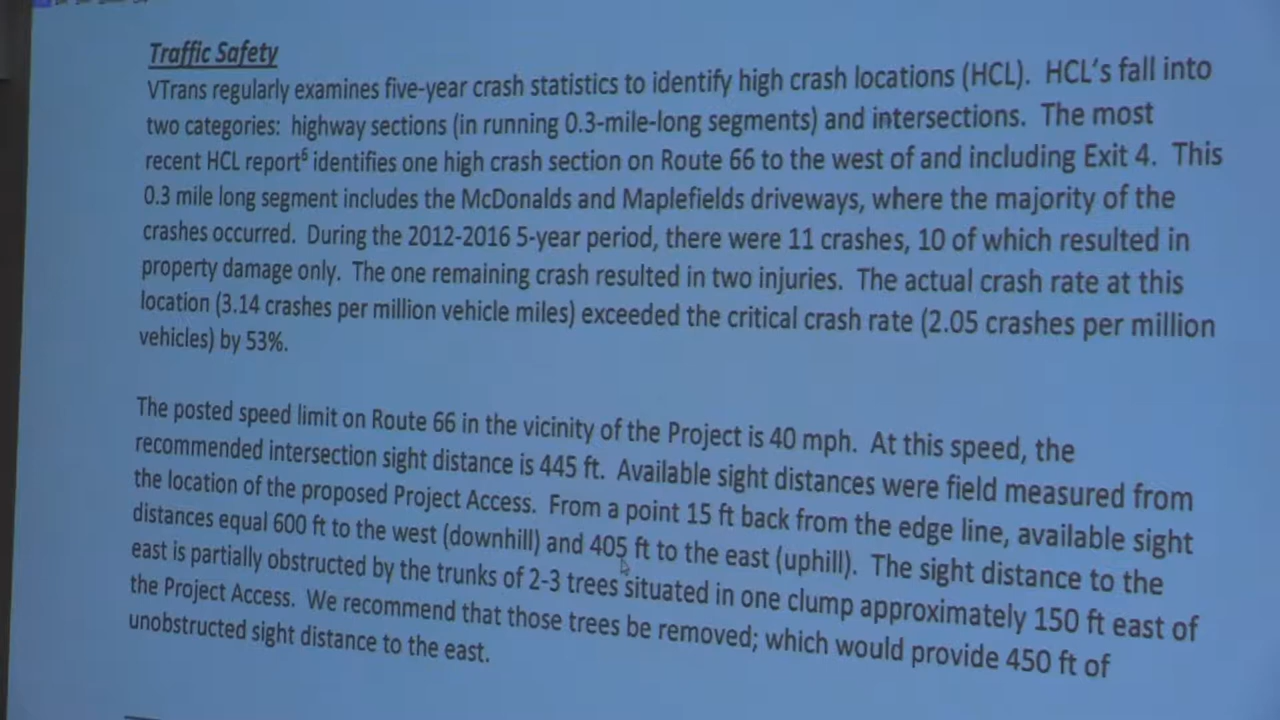 Traffic Safety
VTrans regularly examines five-year crash statistics to identify high crash locations (HCL). HCL's fall into
two categories: highway sections (in running 0.3-mile-long segments) and intersections. The most
recent HCL report⁶ identifies one high crash section on Route 66 to the west of and including Exit 4. This
0.3 mile long segment includes the McDonalds and Maplefields driveways, where the majority of the
crashes occurred. During the 2012-2016 5-year period, there were 11 crashes, 10 of which resulted in
property damage only. The one remaining crash resulted in two injuries. The actual crash rate at this
location (3.14 crashes per million vehicle miles) exceeded the critical crash rate (2.05 crashes per million
vehicles) by 53%.
The posted speed limit on Route 66 in the vicinity of the Project is 40 mph. At this speed, the
recommended intersection sight distance is 445 ft. Available sight distances were field measured from
the location of the proposed Project Access. From a point 15 ft back from the edge line, available sight
distances equal 600 ft to the west (downhill) and 405 ft to the east (uphill). The sight distance to the
east is partially obstructed by the trunks of 2-3 trees situated in one clump approximately 150 ft east of
the Project Access. We recommend that those trees be removed; which would provide 450 ft of
unobstructed sight distance to the east.